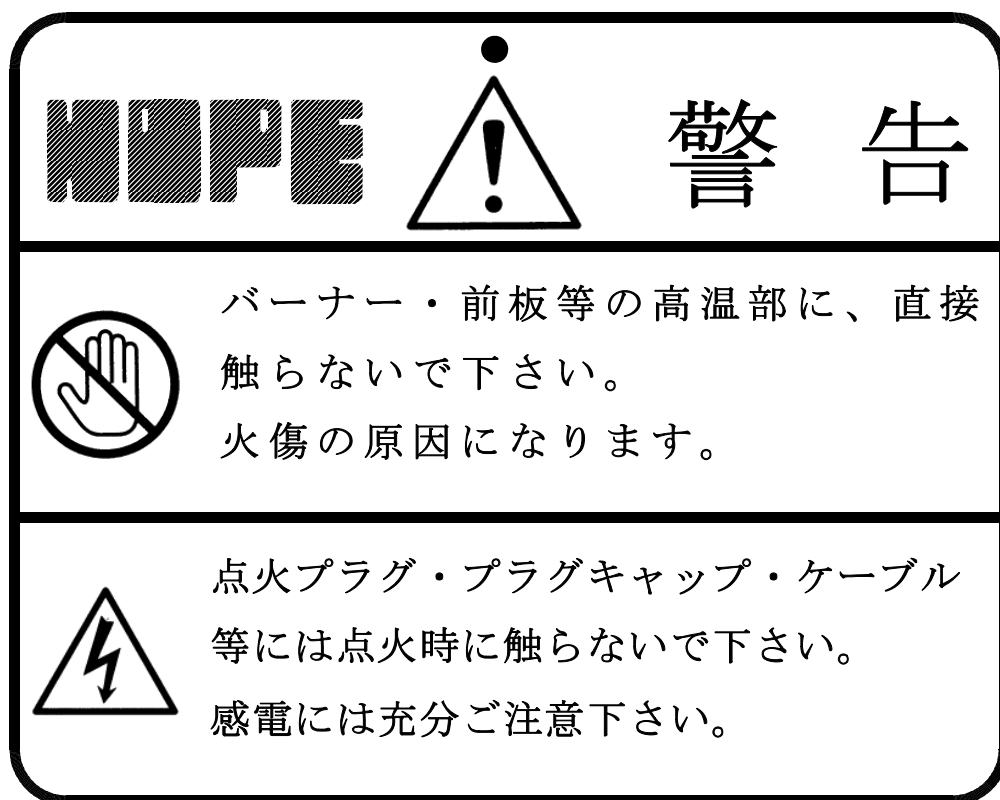 HOPE ! 警告
バーナー・前板等の高温部に、直接
触らないで下さい。
火傷の原因になります。
点火プラグ・プラグキャップ・ケーブル
等には点火時に触らないで下さい。
感電には充分ご注意下さい。